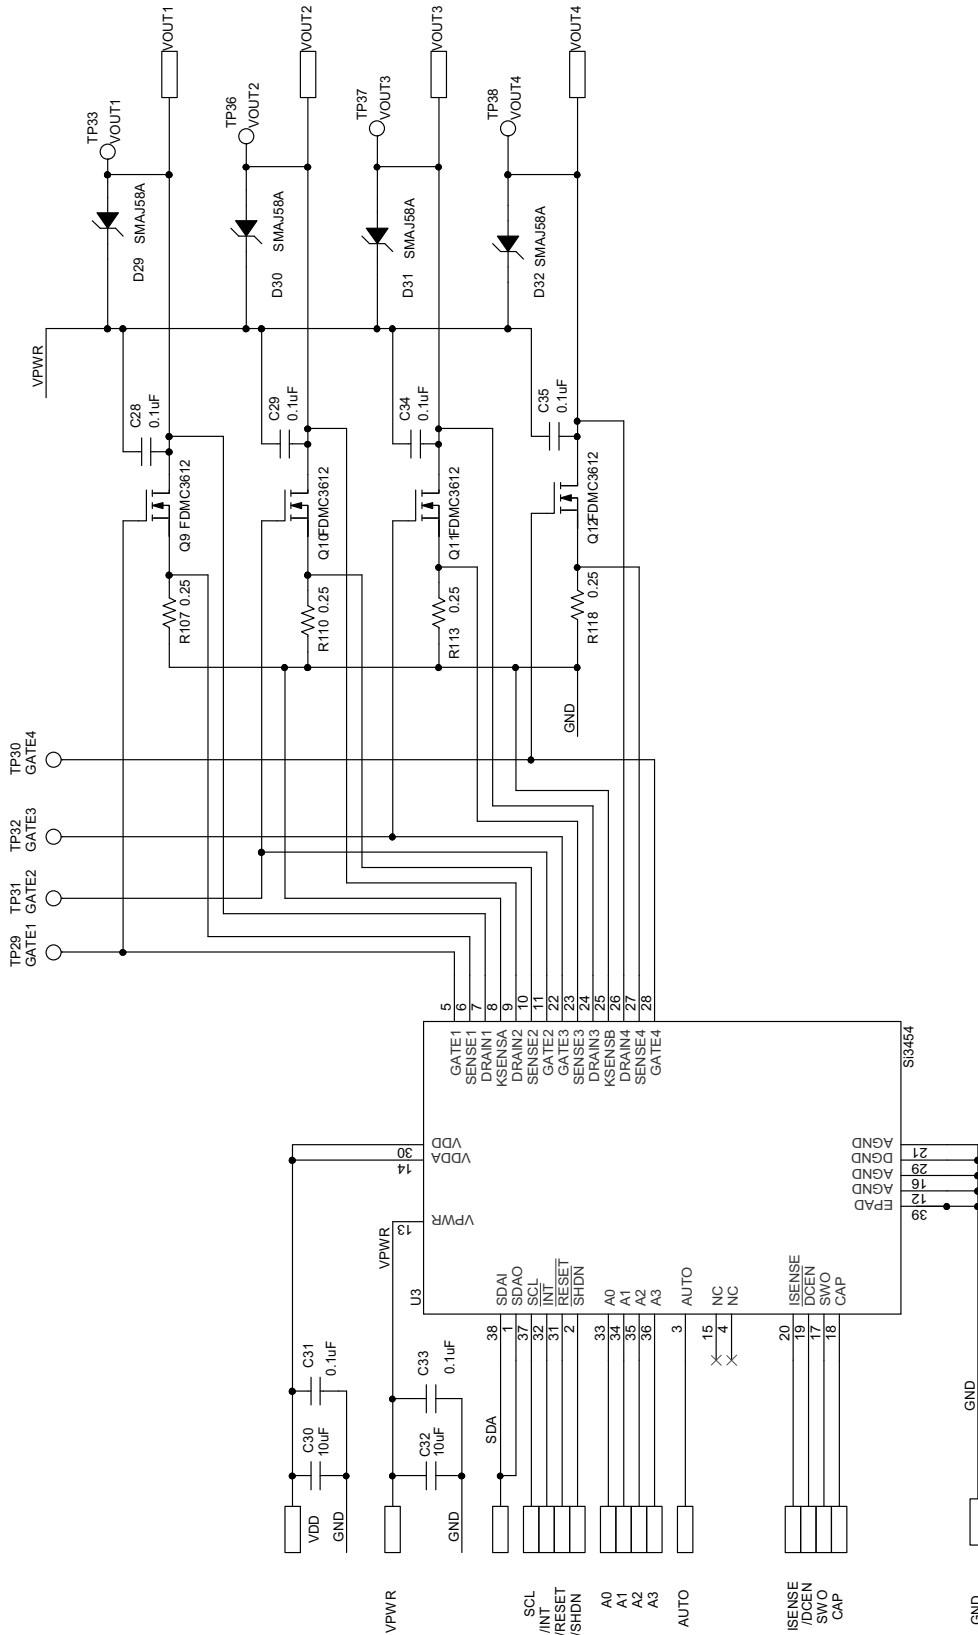 VOUT1
VOUT2
VOUT3
VOUT4
TP33
VOUT1
TP36
VOUT2
TP37
VOUT3
TP38
VOUT4
D29
SMAJ58A
D30
SMAJ58A
D31
SMAJ58A
D32
SMAJ58A
VPWR
C28
0.1uF
C29
0.1uF
C34
0.1uF
C35
0.1uF
Q9
FDMC3612
Q10
FDMC3612
Q11
FDMC3612
Q12
FDMC3612
R107
0.25
R110
0.25
R113
0.25
R118
0.25
GND
TP29
GATE1
TP31
GATE2
TP32
GATE3
TP30
GATE4
5
6
7
8
9
10
11
22
23
24
25
26
27
28
GATE1
SENSE1
DRAIN1
KSENSA
DRAIN2
SENSE2
GATE2
GATE3
SENSE3
DRAIN3
KSENSB
DRAIN4
SENSE4
GATE4
Si3454
U3
VDD
30
VDDA
14
VPWR
13
VPWR
AGND
21
DGND
29
AGND
16
AGND
12
EPAD
39
SDAI
SDAO
SCL
INT
RESET
SHDN
A0
A1
A2
A3
AUTO
NC
NC
ISENSE
DCEN
SWO
CAP
38
1
37
32
31
2
33
34
35
36
3
15
4
20
19
17
18
C31
0.1uF
C30
10uF
VDD
GND
C33
0.1uF
C32
10uF
GND
VPWR
SDA
SCL
/INT
/RESET
/SHDN
A0
A1
A2
A3
AUTO
ISENSE
/DCEN
SWO
CAP
GND
GND